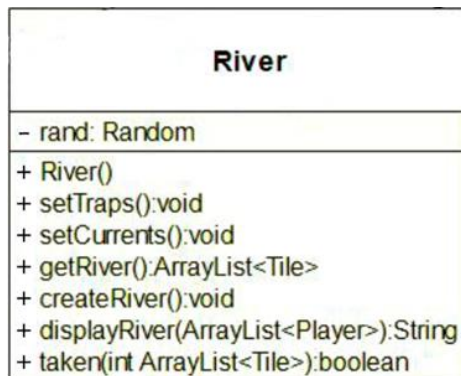 River
- rand: Random
+ River()
+ setTraps():void
+ setCurrents():void
+ getRiver():ArrayList<Tile>
+ createRiver():void
+ displayRiver(ArrayList<Player>):String
+ taken(int ArrayList<Tile>):boolean